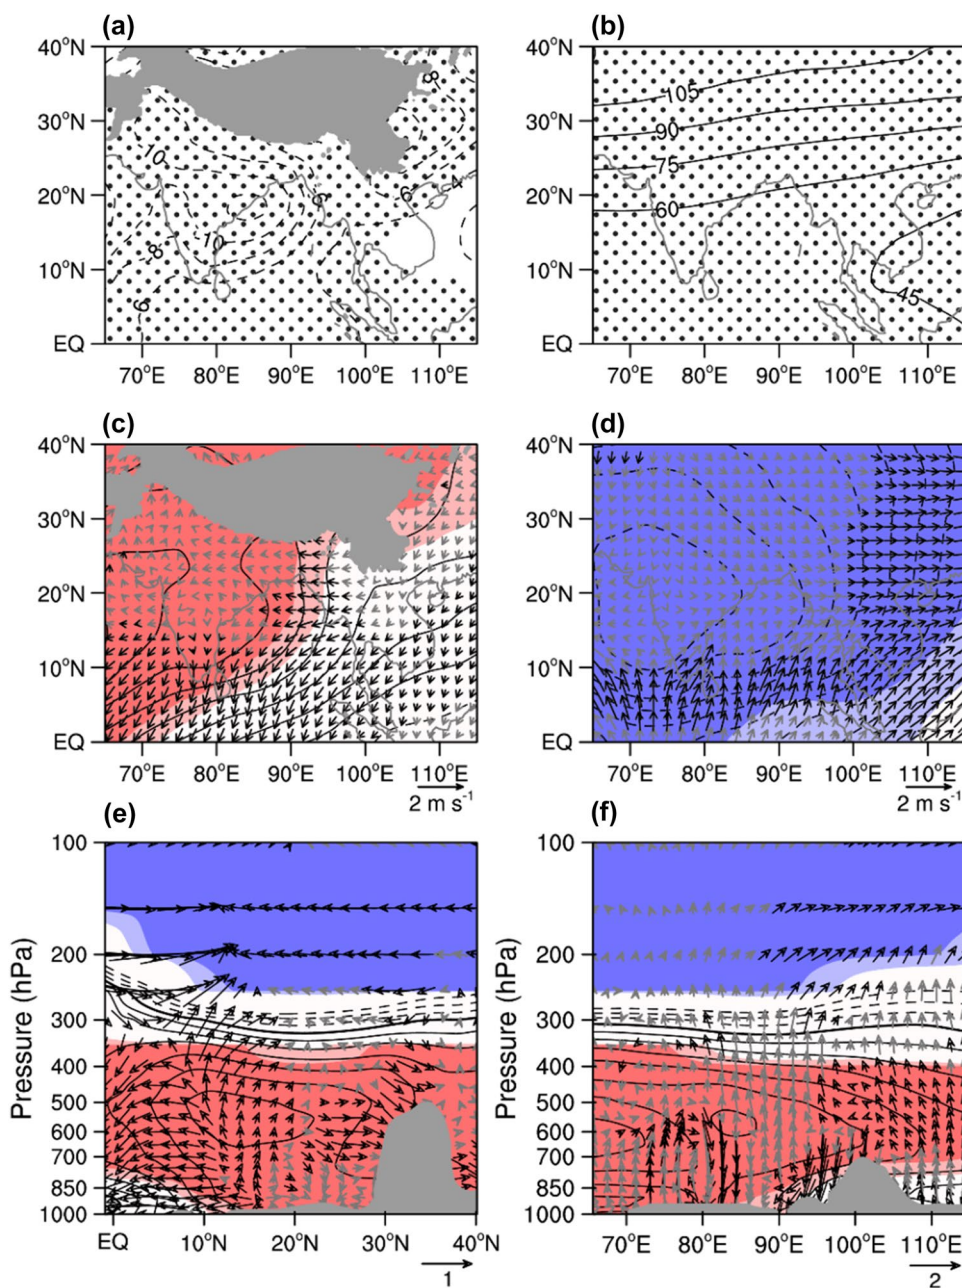 (a) (b)
40°N 40°N
30°N 30°N
20°N 20°N
10°N 10°N
EQ EQ
8 10 6 10 8 6 6 4
105
90
75
60
45
70°E 80°E 90°E 100°E 110°E 70°E 80°E 90°E 100°E 110°E
(c) (d)
40°N 40°N
30°N 30°N
20°N 20°N
10°N 10°N
EQ EQ
70°E 80°E 90°E 100°E 110°E 70°E 80°E 90°E 100°E 110°E
2 m s⁻¹ 2 m s⁻¹
(e) (f)
Pressure (hPa) Pressure (hPa)
100 100
200 200
300 300
400 400
500 500
600 600
700 700
850 850
1000 1000
EQ 10°N 20°N 30°N 40°N 70°E 80°E 90°E 100°E 110°E
1 2